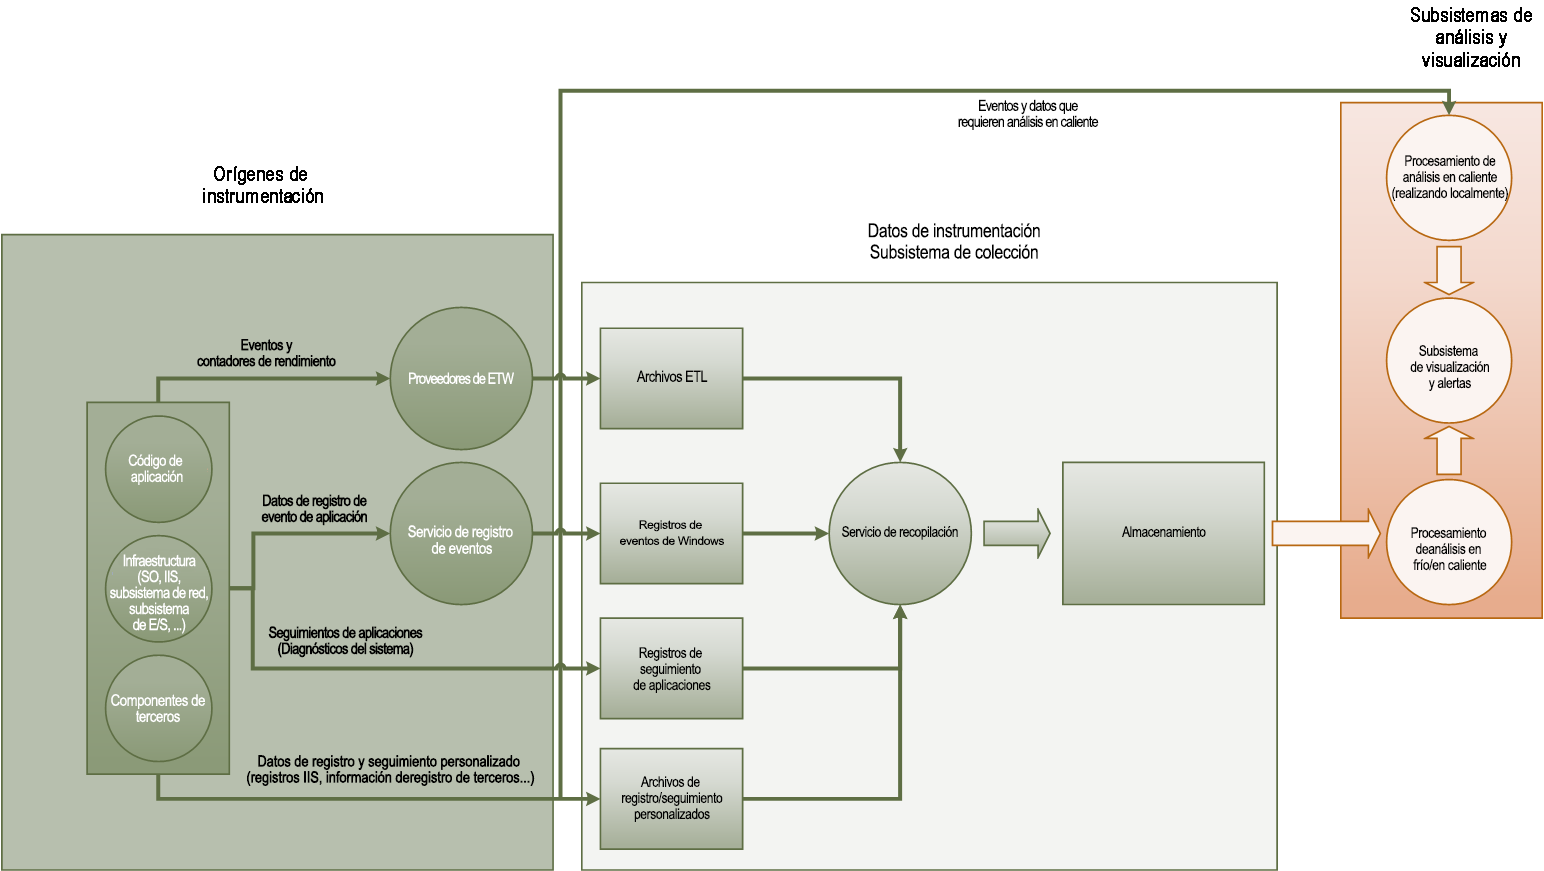 Subsistemas de
análisis y
visualización
Eventos y datos que
requieren análisis en caliente
Procesamiento de
análisis en caliente
(realizando localmente)
Orígenes de
instrumentación
Datos de instrumentación
Subsistema de colección
Eventos y
contadores de rendimiento
Proveedores de ETW
Archivos ETL
Subsistema
de visualización
y alertas
Código de
aplicación
Datos de registro de
evento de aplicación
Servicio de registro
de eventos
Registros de
eventos de Windows
Servicio de recopilación
Almacenamiento
Procesamiento
deanálisis en
frío/en caliente
Infraestructura
(SO, IIS,
subsistema de red,
subsistema
de E/S, ...)
Seguimientos de aplicaciones
(Diagnósticos del sistema)
Registros de
seguimiento
de aplicaciones
Componentes de
terceros
Datos de registro y seguimiento personalizado
(registros IIS, información deregistro de terceros...)
Archivos de
registro/seguimiento
personalizados